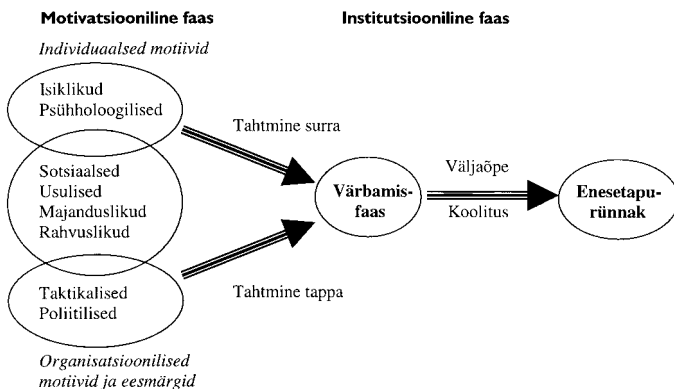 Motivatsiooniline faas
Institutsiooniline faas
Individuaalsed motiivid
Isiklikud
Psühholoogilised
Tahtmine surra
Sotsiaalsed
Usulised
Majanduslikud
Rahvuslikud
Värbamis-
faas
Väljaõpe
Koolitus
Enesetapu-
rünnak
Taktikalised
Poliitilised
Tahtmine tappa
Organisatsioonilised
motiivid ja eesmärgid